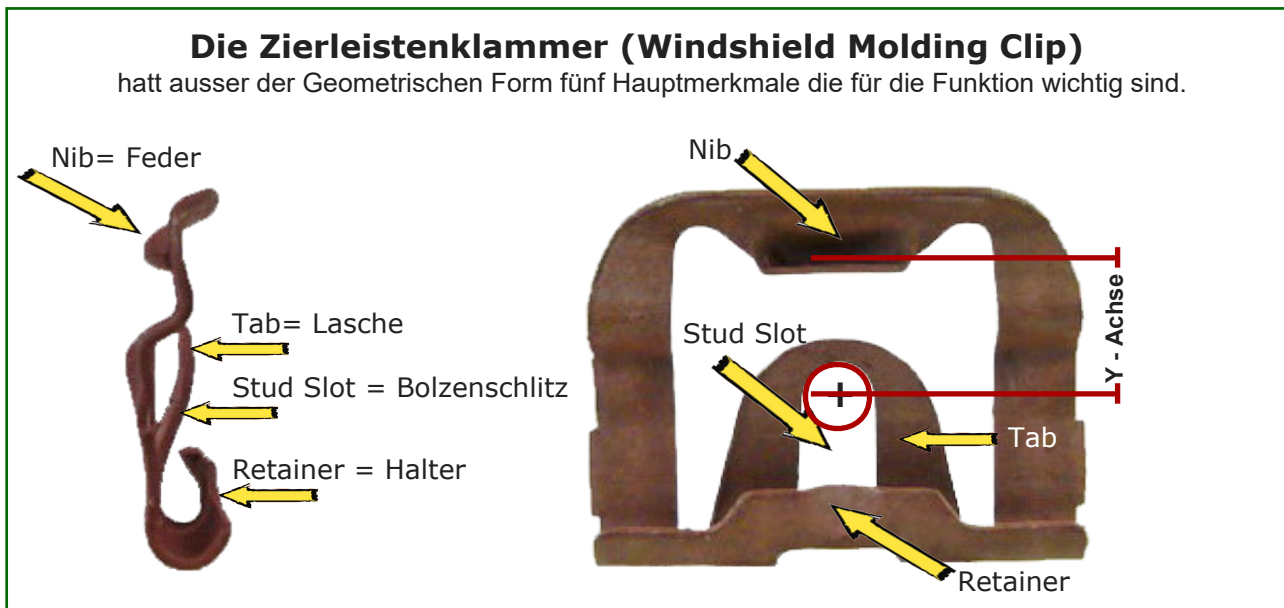 Die Zierleistenklammer (Windshield Molding Clip)
hatt ausser der Geometrischen Form fünf Hauptmerkmale die für die Funktion wichtig sind.
Nib= Feder
Tab= Lasche
Stud Slot = Bolzenschlitz
Retainer = Halter
Nib
Stud Slot
Y - Achse
Tab
Retainer